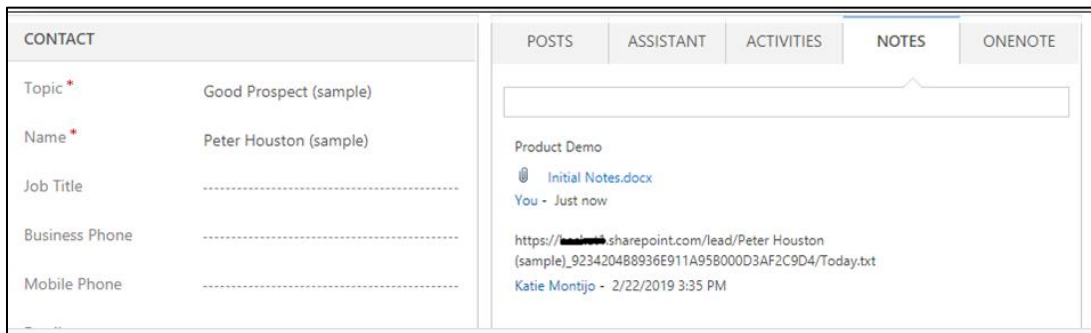 CONTACT
Topic *
Good Prospect (sample)
Name *
Peter Houston (sample)
Job Title
Business Phone
Mobile Phone
POSTS
ASSISTANT
ACTIVITIES
NOTES
ONENOTE
Product Demo
Initial Notes.docx
You - Just now
https:// .sharepoint.com/lead/Peter Houston
(sample)_9234204B8936E911A95B000D3AF2C9D4/Today.txt
Katie Montijo - 2/22/2019 3:35 PM